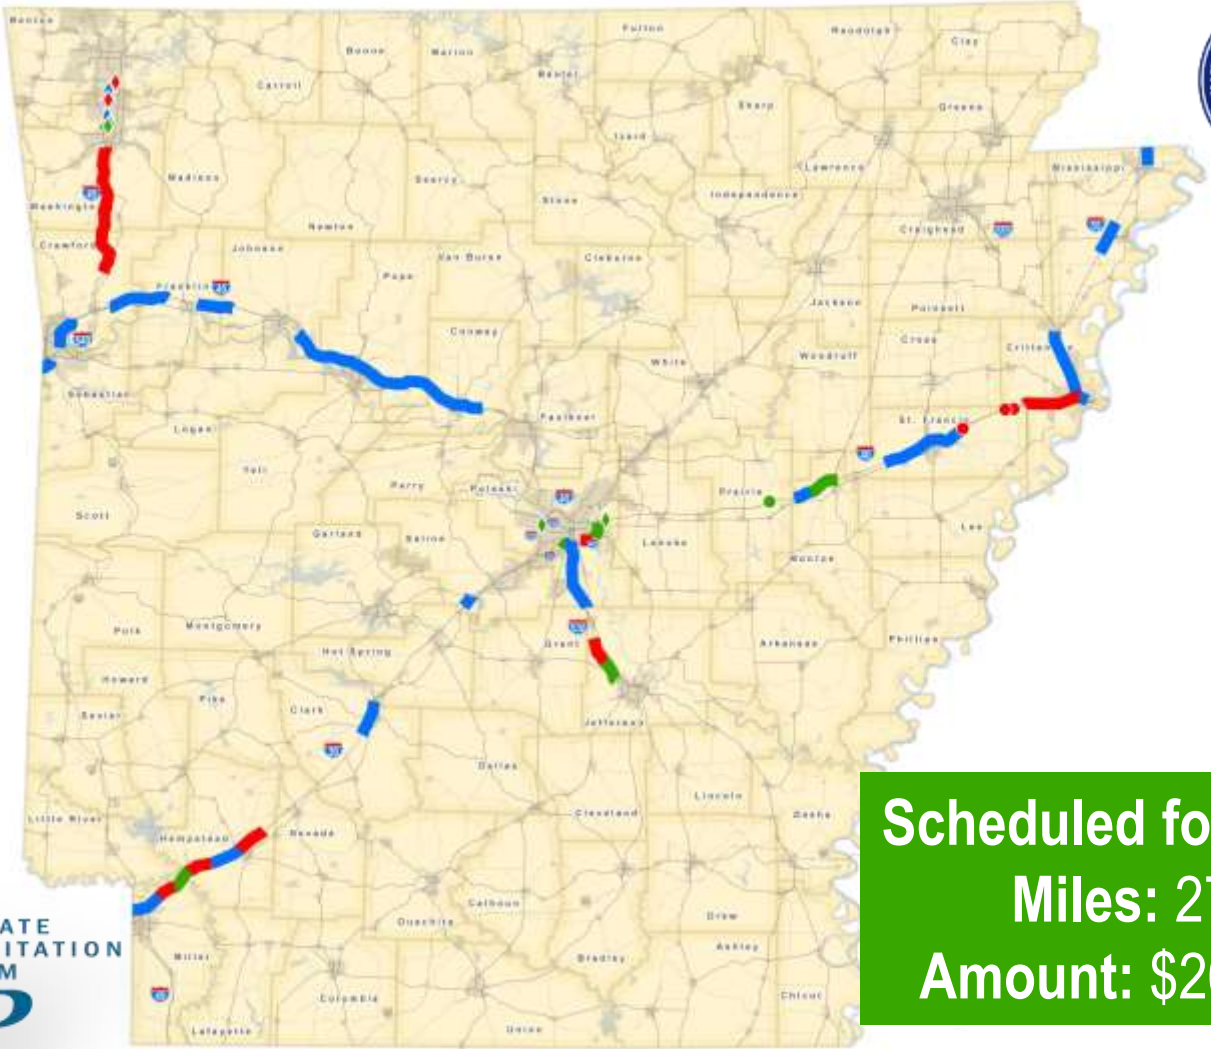 Benton
Boone
Marion
Fulton
Randolph
Clay
Carroll
Baxter
Sharp
Greene
Izard
Lawrence
Mississippi
Madison
Searcy
Stone
Independence
Washington
Newton
Craighead
Crawford
Johnson
Van Buren
Cleburne
Pope
Franklin
Jackson
Poinsett
Conway
White
Woodruff
Cross
Crittenden
Sebastian
Faulkner
St. Francis
Logan
Yell
Perry
Pulaski
Prairie
Scott
Garland
Saline
Lonoke
Lee
Monroe
Polk
Montgomery
Hot Spring
Grant
Arkansas
Phillips
Howard
Pike
Clark
Sevier
Jefferson
Dallas
Lincoln
Cleveland
Desha
Little River
Hempstead
Nevada
Calhoun
Ouachita
Drew
Ashley
Miller
Bradley
Columbia
Chicot
Lafayette
Union
ATE
ITATION
M
Scheduled fo
Miles: 27
Amount: $20